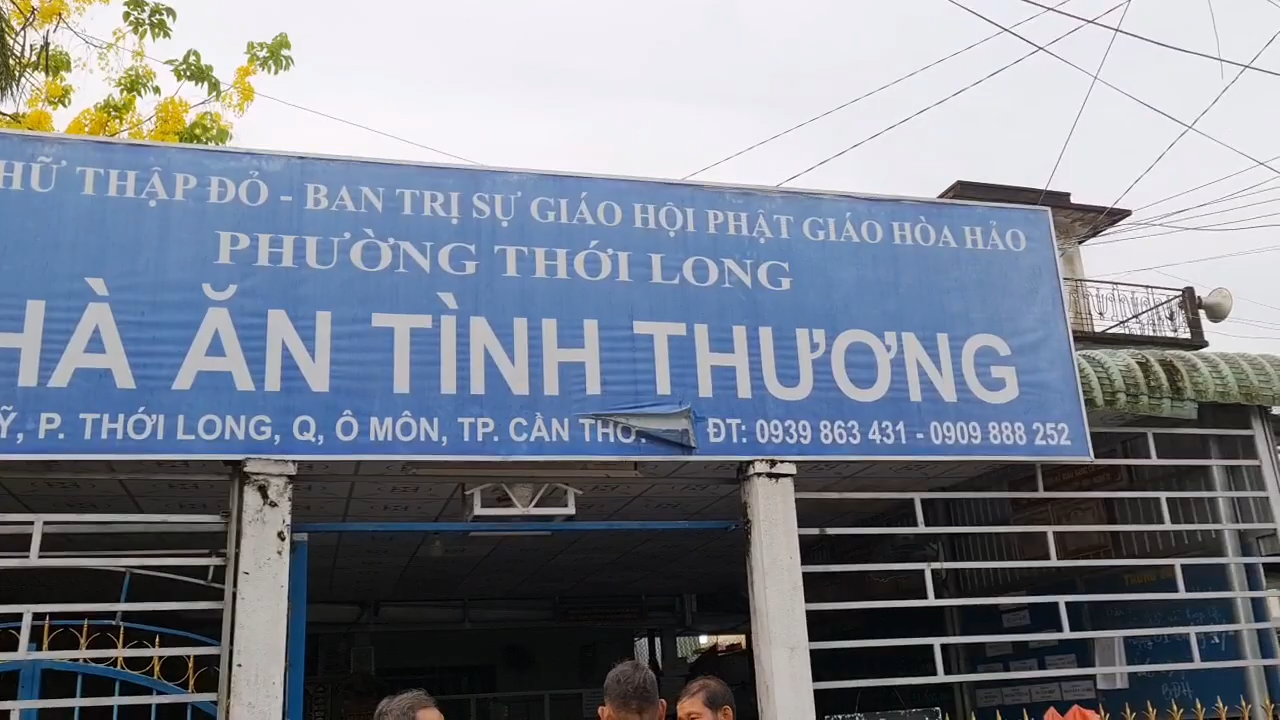 HỮ THẬP ĐỎ - BAN TRỊ SỰ GIÁO HỘI PHẬT GIÁO HÒA HẢO
PHƯỜNG THỚI LONG
HÀ ĂN TÌNH THƯƠNG
Ỹ, P. THỚI LONG, Q, Ô MÔN, TP. CẦN THƠ. ĐT: 0939 863 431 - 0909 888 252